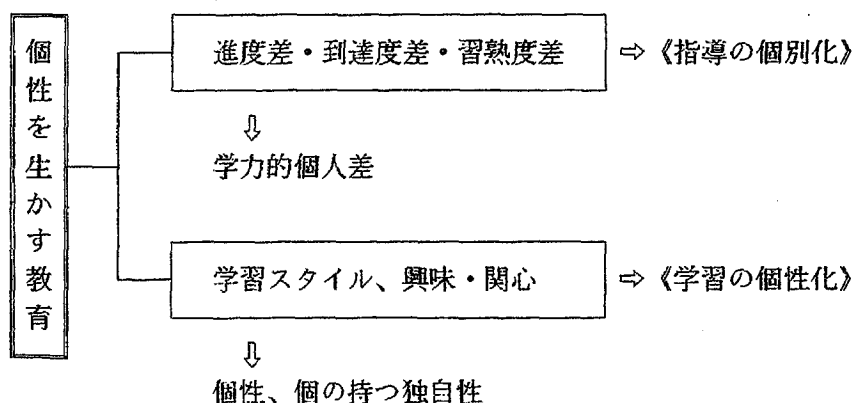 個性を生かす教育
進度差・到達度差・習熟度差 ⇨《指導の個別化》
⇩
学力的個人差
学習スタイル、興味・関心 ⇨《学習の個性化》
⇩
個性、個の持つ独自性